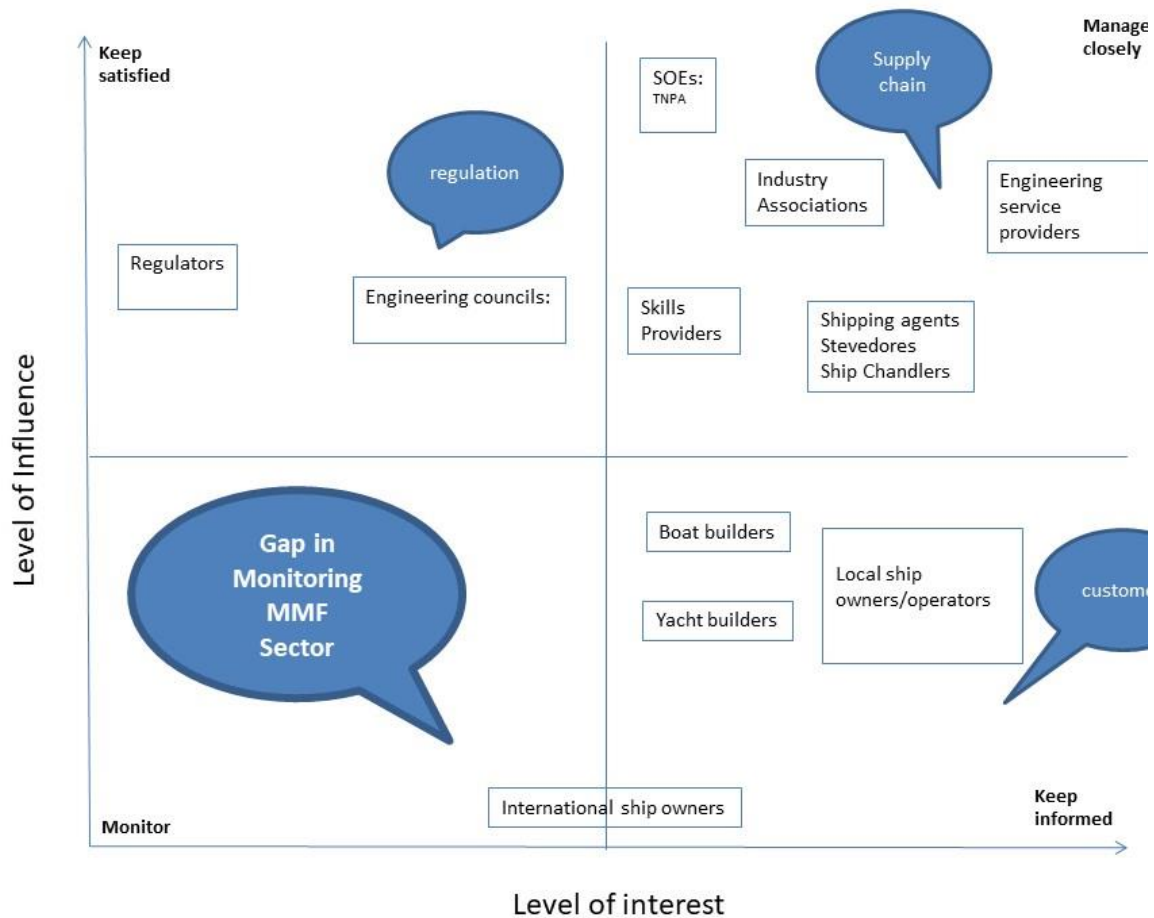 Keep
satisfied
Manage
closely
Supply
chain
SOEs:
TNPA
regulation
Industry
Associations
Engineering
service
providers
Regulators
Engineering councils:
Skills
Providers
Shipping agents
Stevedores
Ship Chandlers
Level of Influence
Gap in
Monitoring
MMF
Sector
Boat builders
Local ship
owners/operators
custome
Yacht builders
International ship owners
Monitor
Keep
informed
Level of interest